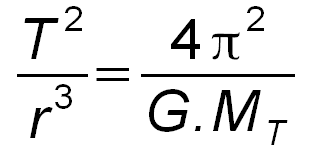 T²/r³ = 4π²/G.M_T